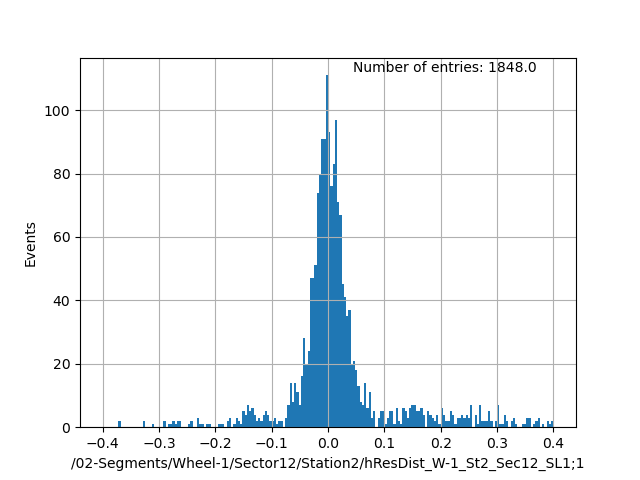 Number of entries: 1848.0
100
80
60
40
20
0
Events
−0.4 −0.3 −0.2 −0.1 0.0 0.1 0.2 0.3 0.4
/02-Segments/Wheel-1/Sector12/Station2/hResDist_W-1_St2_Sec12_SL1;1